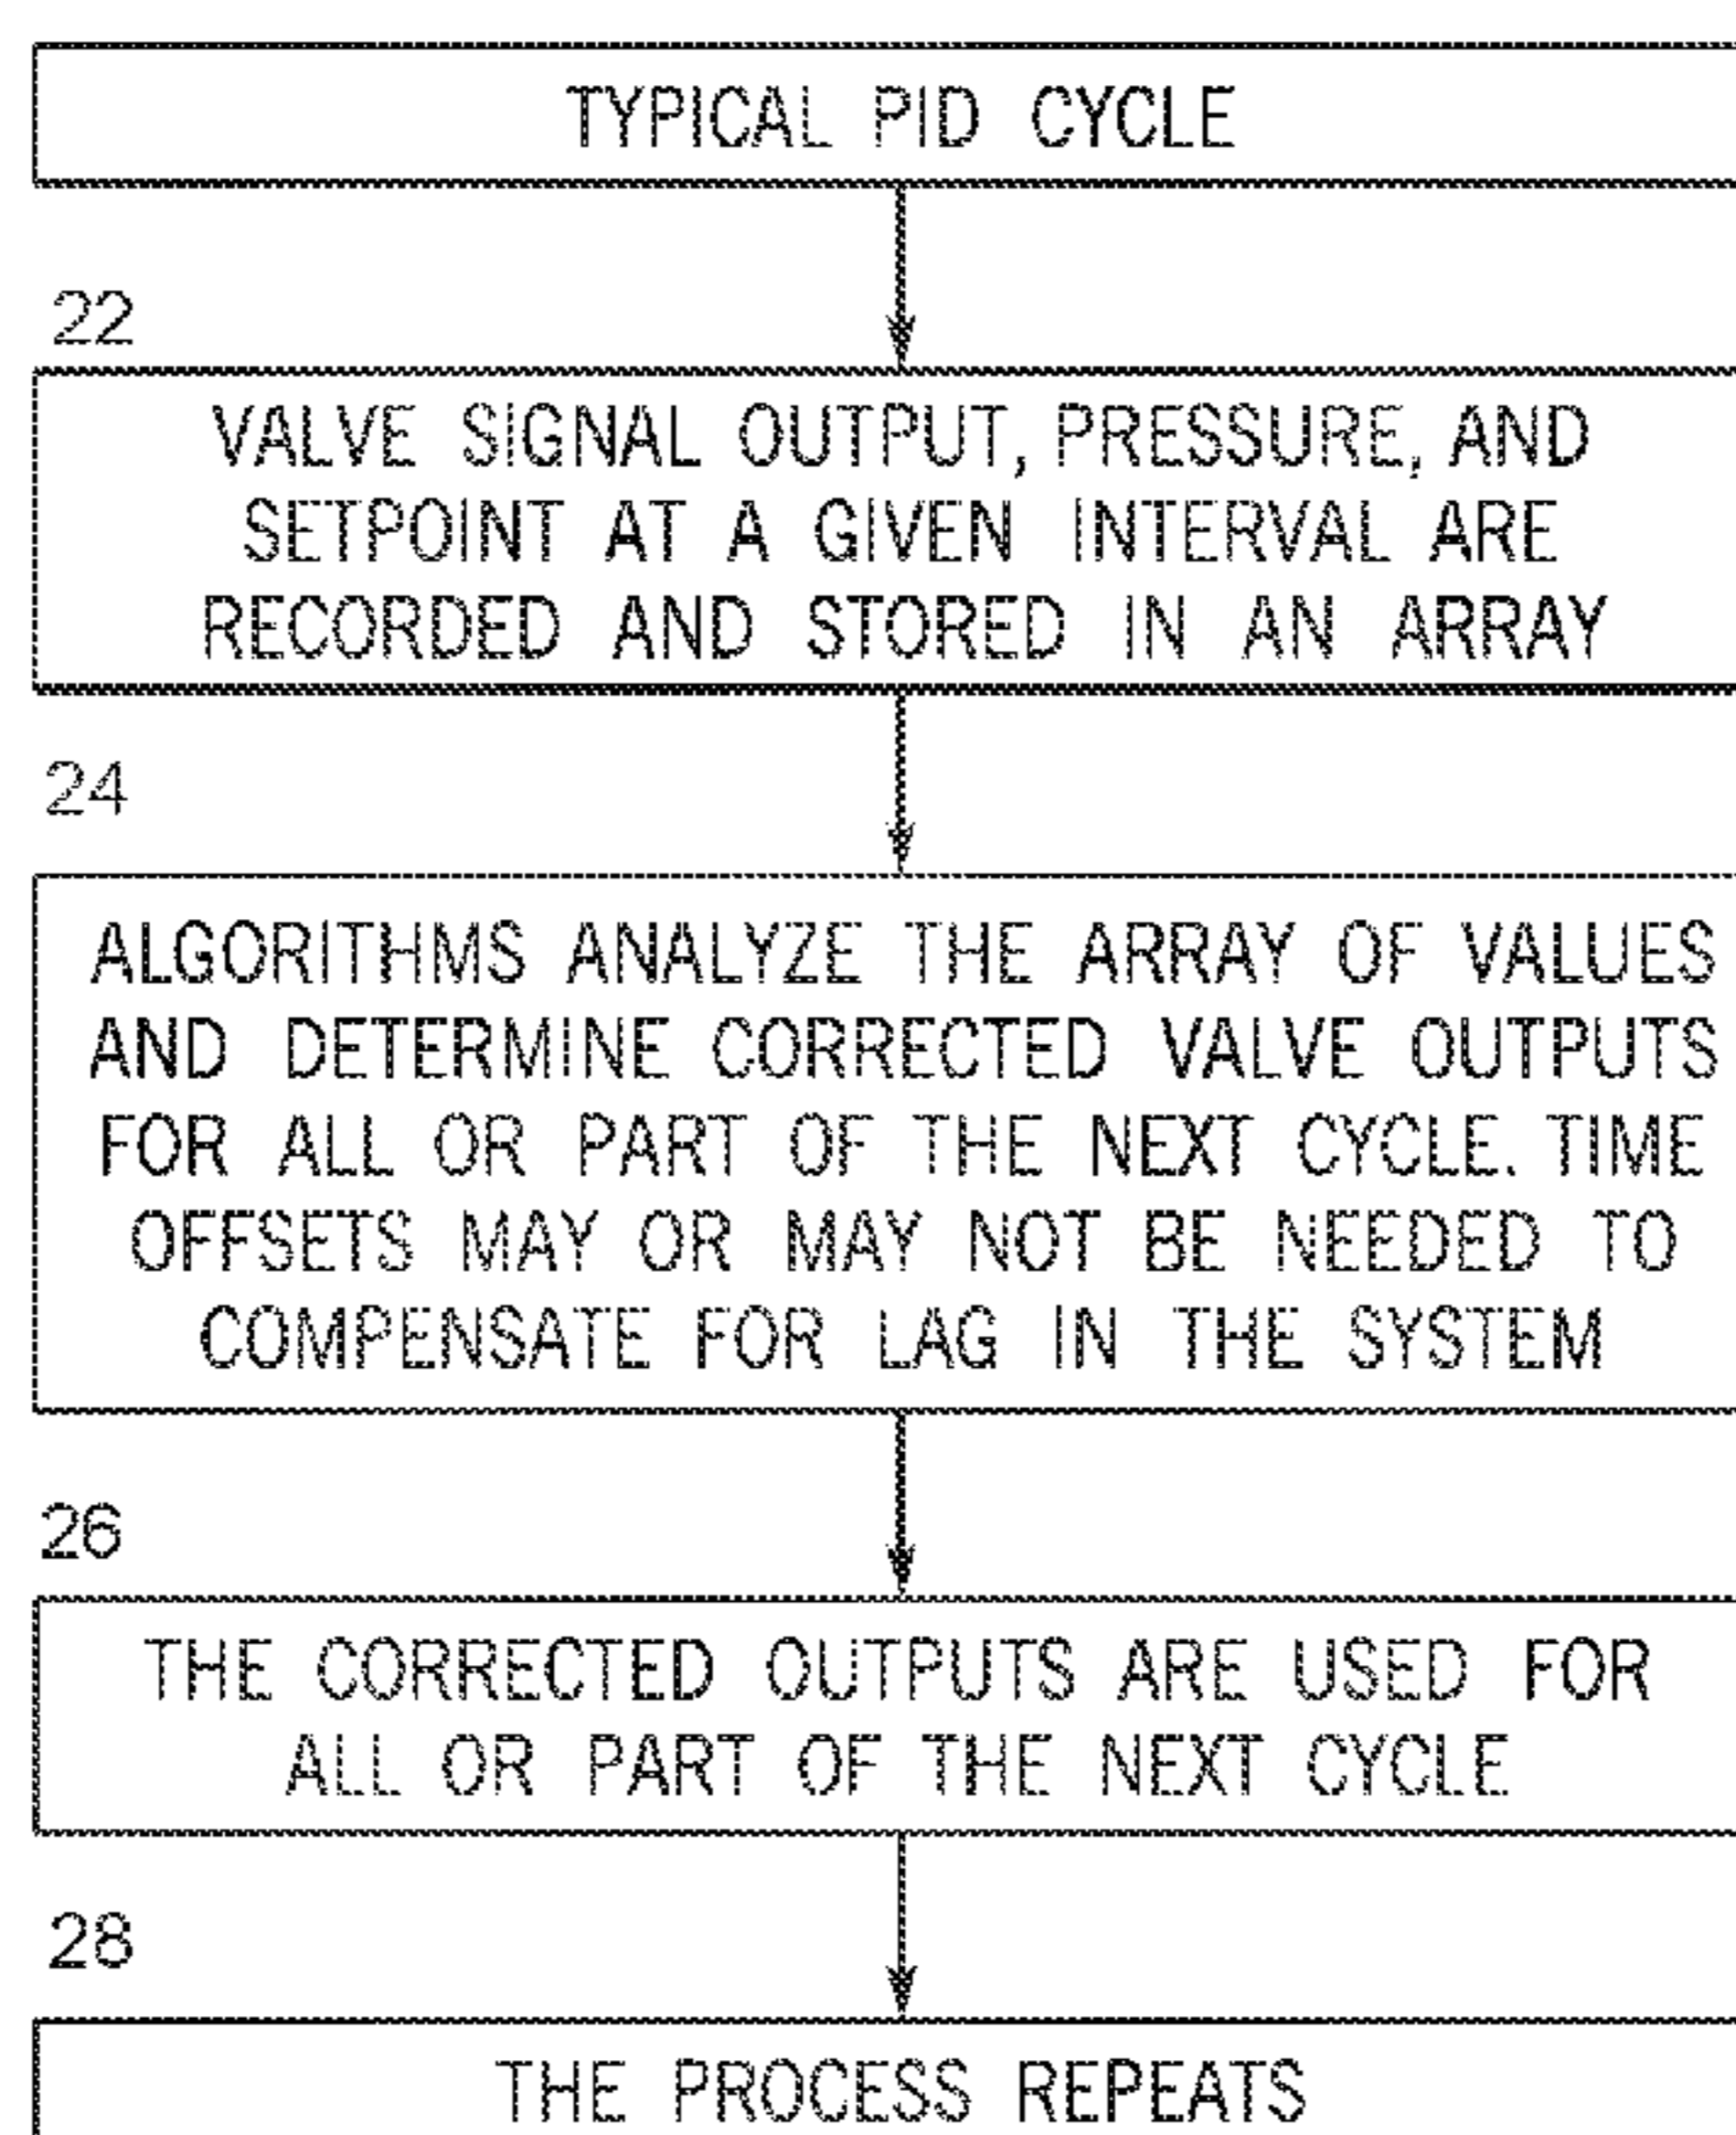 TYPICAL PID CYCLE
22
VALVE SIGNAL OUTPUT, PRESSURE, AND
SETPOINT AT A GIVEN INTERVAL ARE
RECORDED AND STORED IN AN ARRAY
24
ALGORITHMS ANALYZE THE ARRAY OF VALUES
AND DETERMINE CORRECTED VALVE OUTPUTS
FOR ALL OR PART OF THE NEXT CYCLE. TIME
OFFSETS MAY OR MAY NOT BE NEEDED TO
COMPENSATE FOR LAG IN THE SYSTEM
26
THE CORRECTED OUTPUTS ARE USED FOR
ALL OR PART OF THE NEXT CYCLE
28
THE PROCESS REPEATS